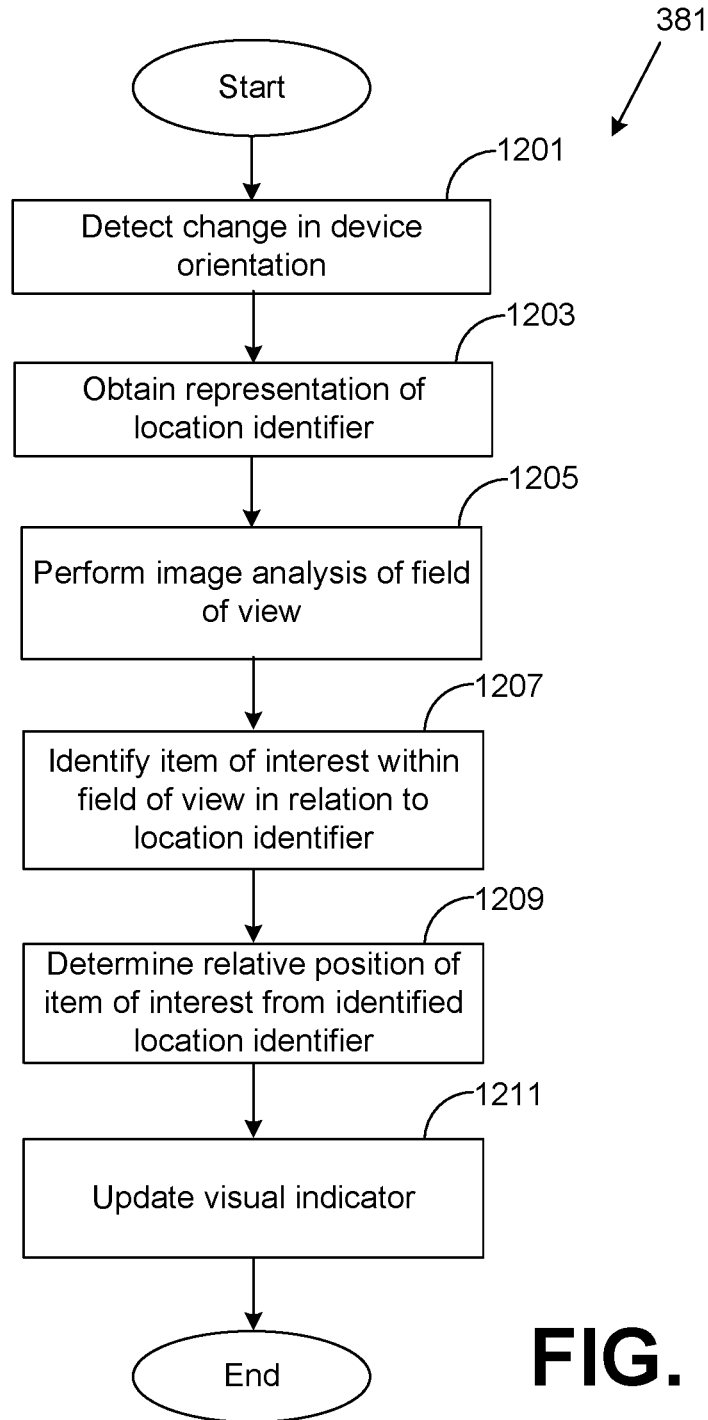 381
Start
1201
Detect change in device
orientation
1203
Obtain representation of
location identifier
1205
Perform image analysis of field
of view
1207
Identify item of interest within
field of view in relation to
location identifier
1209
Determine relative position of
item of interest from identified
location identifier
1211
Update visual indicator
End
FIG.